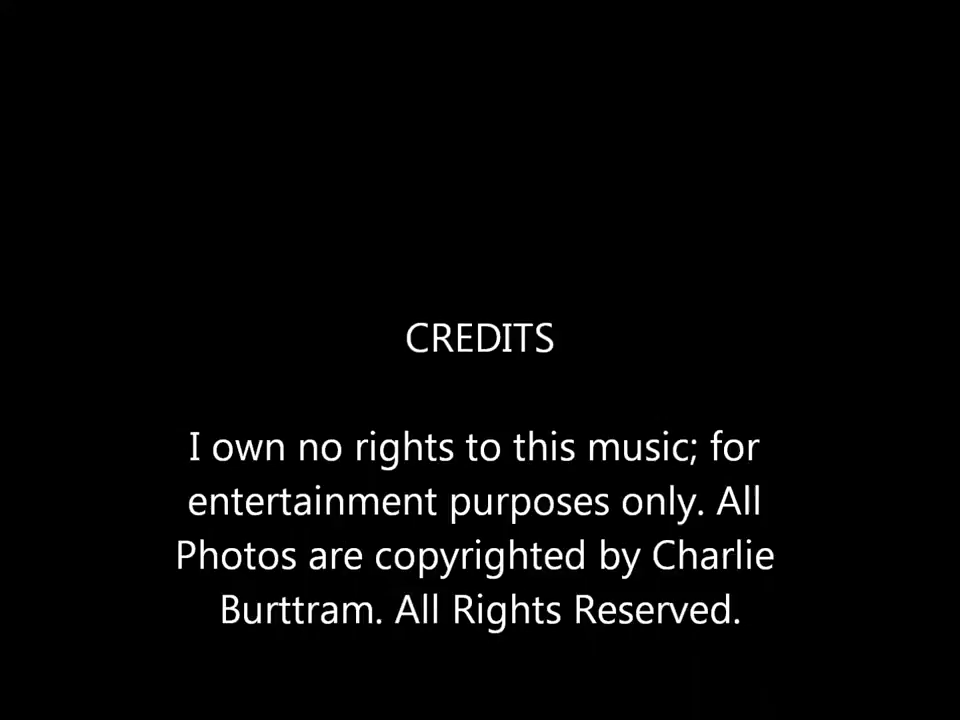 CREDITS
I own no rights to this music; for
entertainment purposes only. All
Photos are copyrighted by Charlie
Burttram. All Rights Reserved.